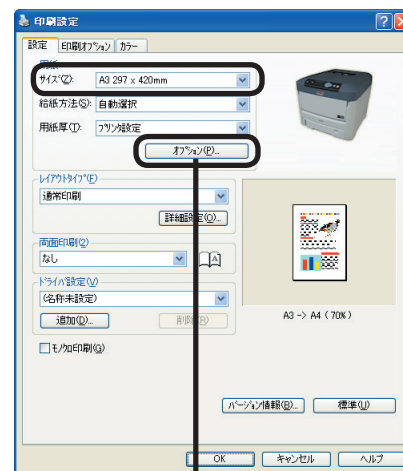 印刷設定
設定 印刷オプション カラー
用紙
サイズ(Z): A3 297 x 420mm
給紙方法(S): 自動選択
用紙厚(T): プリンタ設定
オプション(P)...
レイアウトタイプ(F)
通常印刷
詳細設定(O)...
両面印刷(2)
なし
A
ドライバ設定(V)
(名称未設定)
追加(D)... 削除(R)
A3 -> A4 ( 70% )
モノクロ印刷(G)
バージョン情報(B)... 標準(U)
OK キャンセル ヘルプ